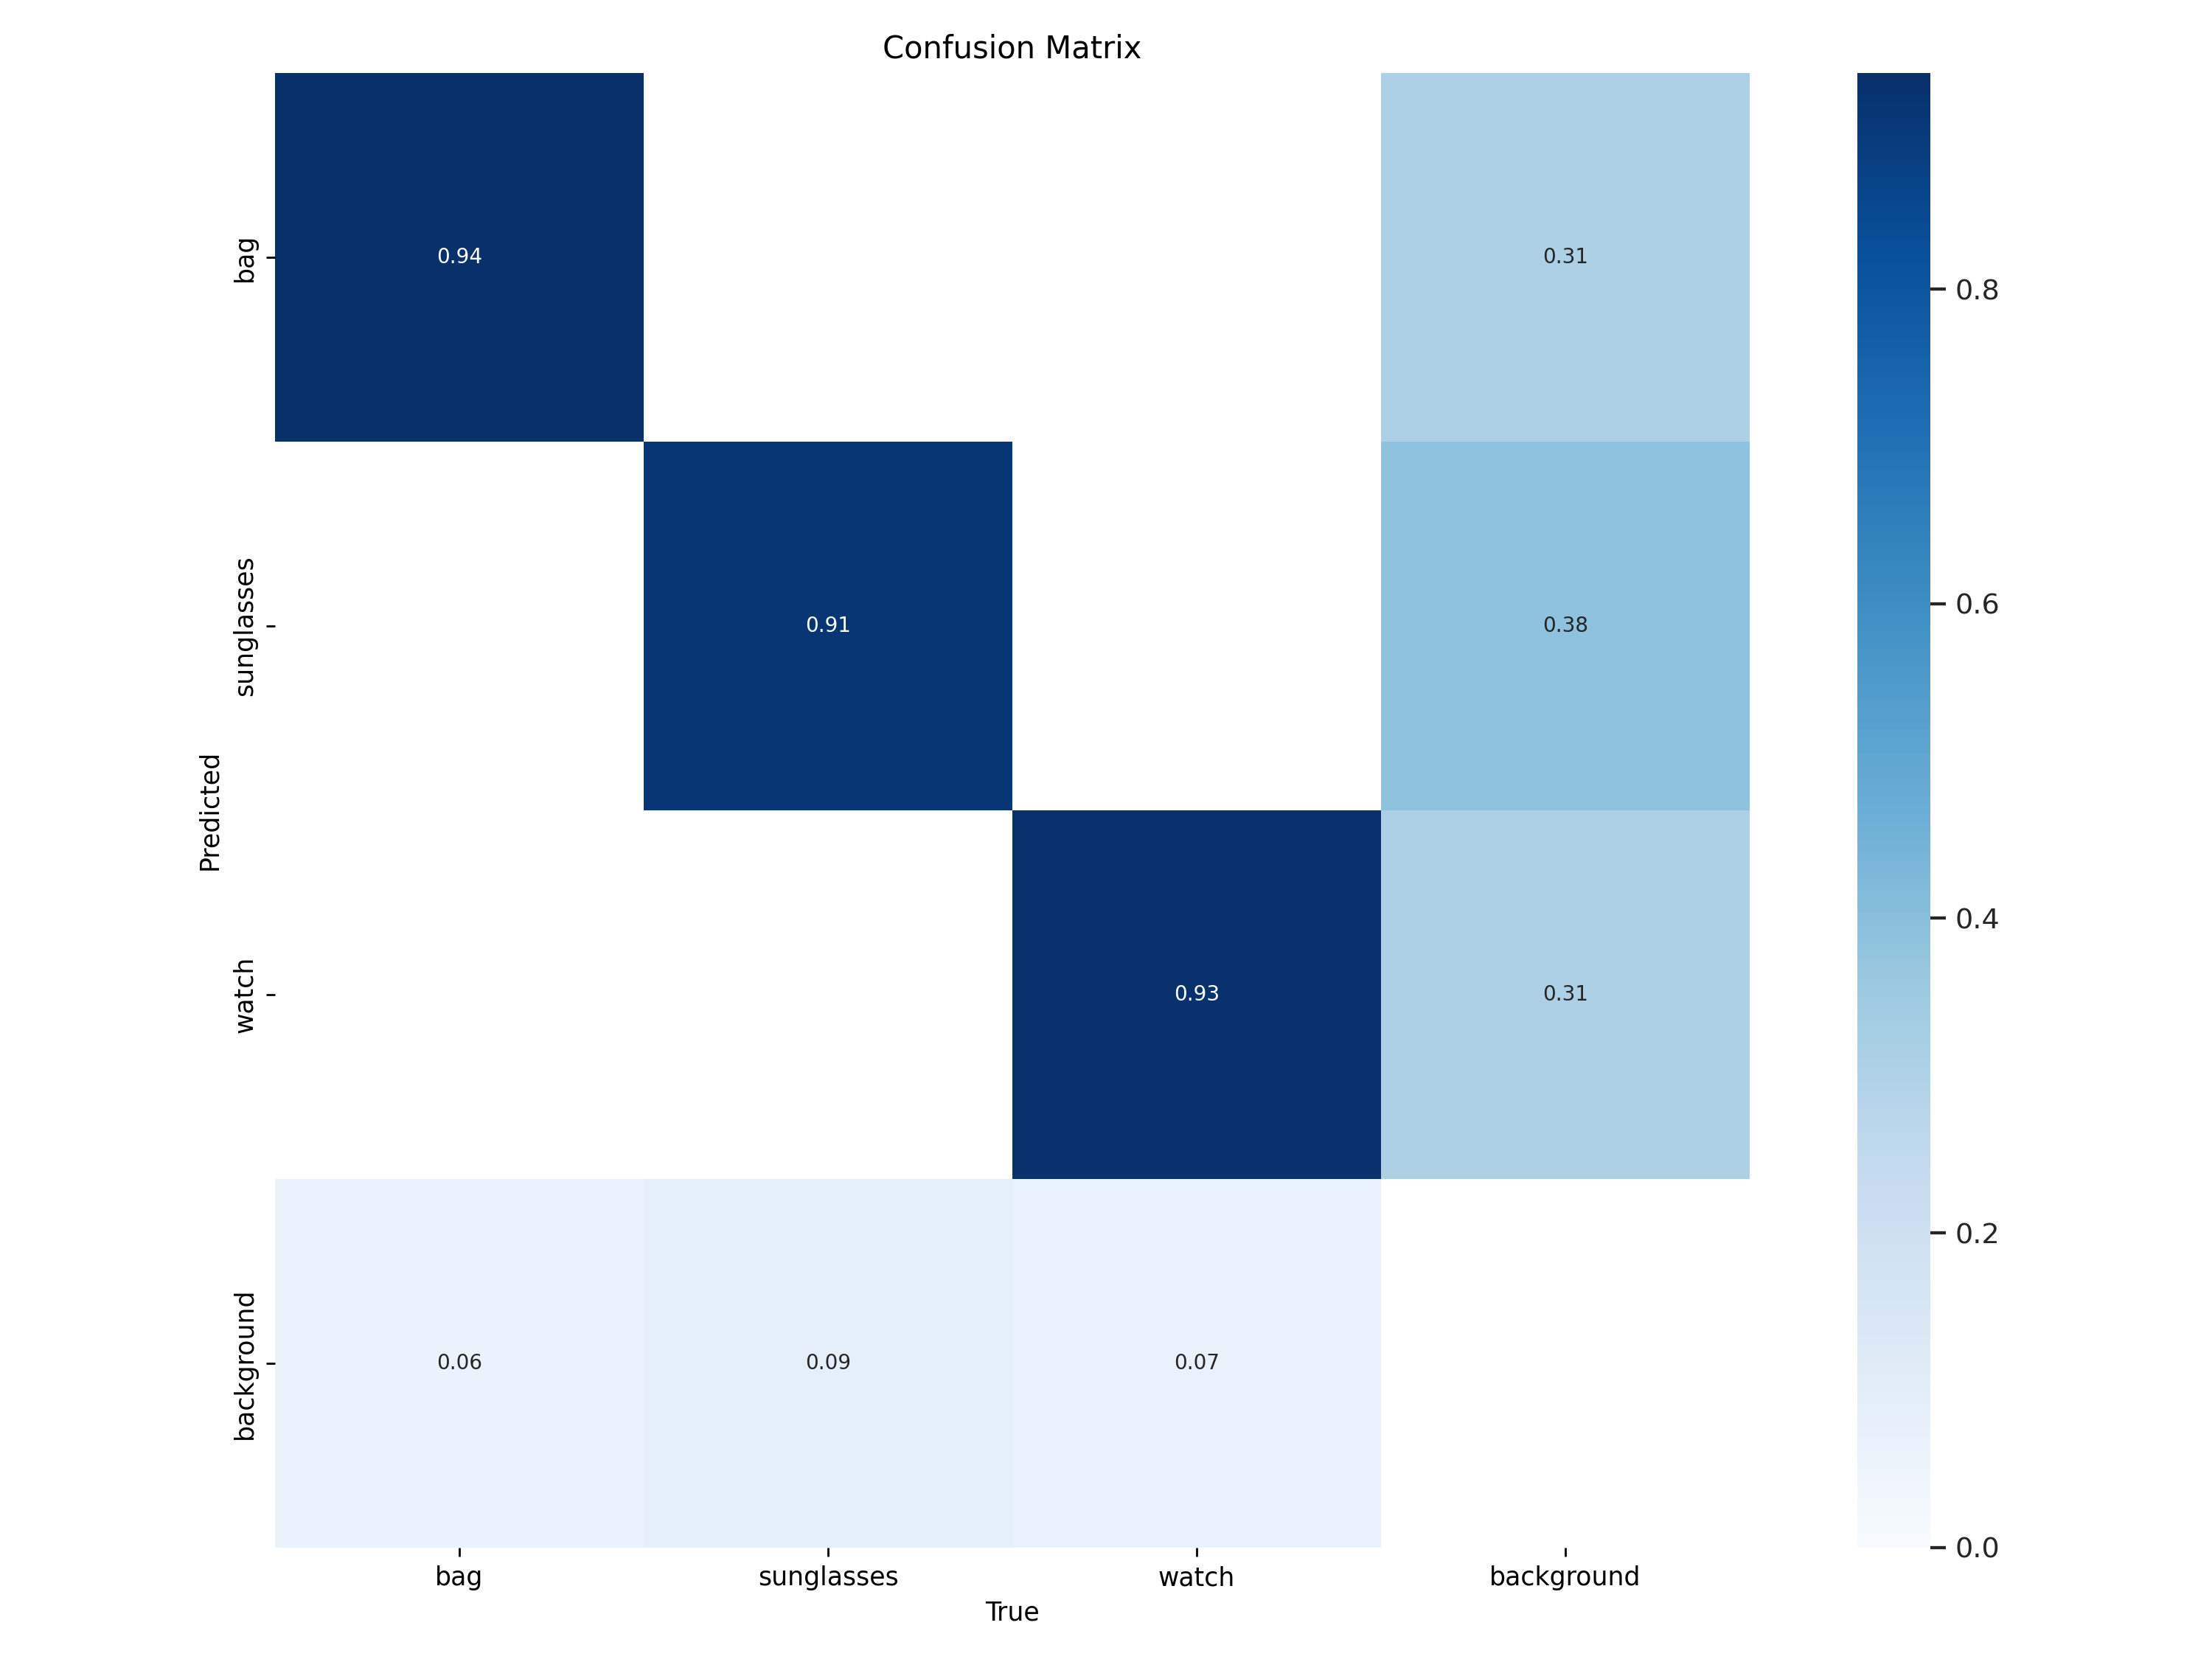 Confusion Matrix
bag
0.94
0.31
0.8
sunglasses
0.91
0.38
0.6
Predicted
watch
0.93
0.31
0.4
0.2
background
0.06
0.09
0.07
0.0
bag
sunglasses
watch
background
True